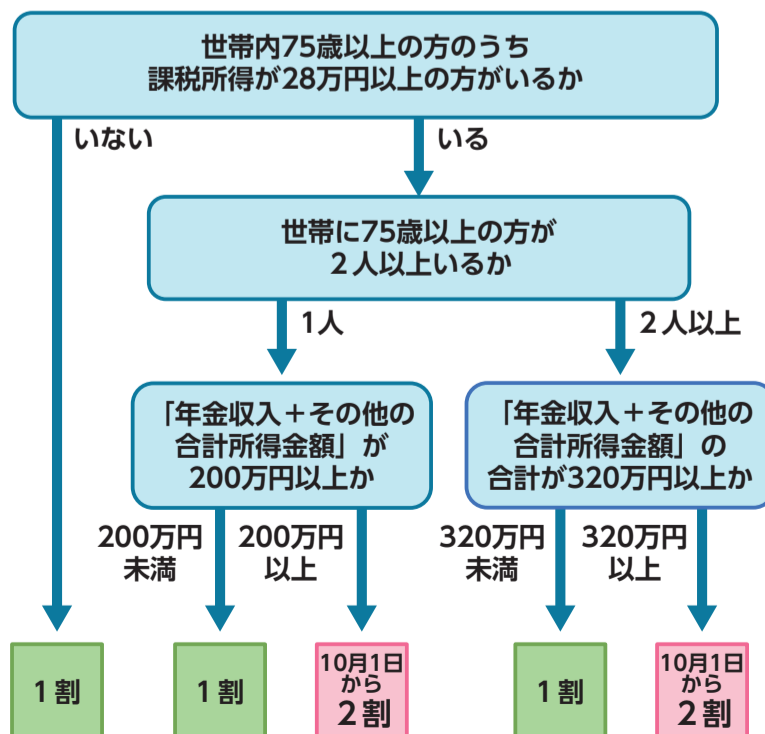 世帯内75歳以上の方のうち
課税所得が28万円以上の方がいるか
いない
いる
世帯に75歳以上の方が
２人以上いるか
1人
２人以上
「年金収入＋その他の
合計所得金額」が
200万円以上か
「年金収入＋その他の
合計所得金額」の
合計が320万円以上か
200万円
未満
200万円
以上
320万円
未満
320万円
以上
１割
１割
10月1日
から
２割
１割
10月1日
から
２割